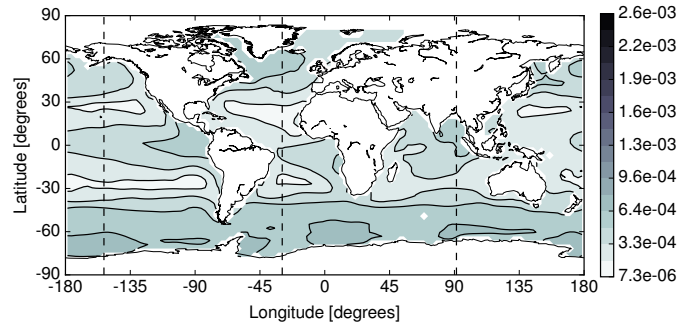 90
60
30
0
-30
-60
-90
Latitude [degrees]
-180 -135 -90 -45 0 45 90 135 180
Longitude [degrees]
2.6e-03
2.2e-03
1.9e-03
1.6e-03
1.3e-03
9.6e-04
6.4e-04
3.3e-04
7.3e-06